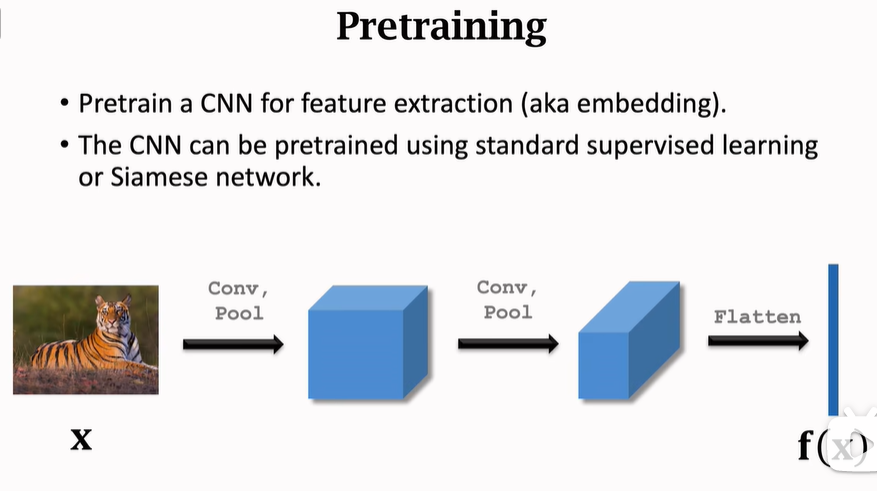 Pretraining
• Pretrain a CNN for feature extraction (aka embedding).
• The CNN can be pretrained using standard supervised learning
or Siamese network.
Conv,
Pool
Conv,
Pool
Flatten
x
f(x)